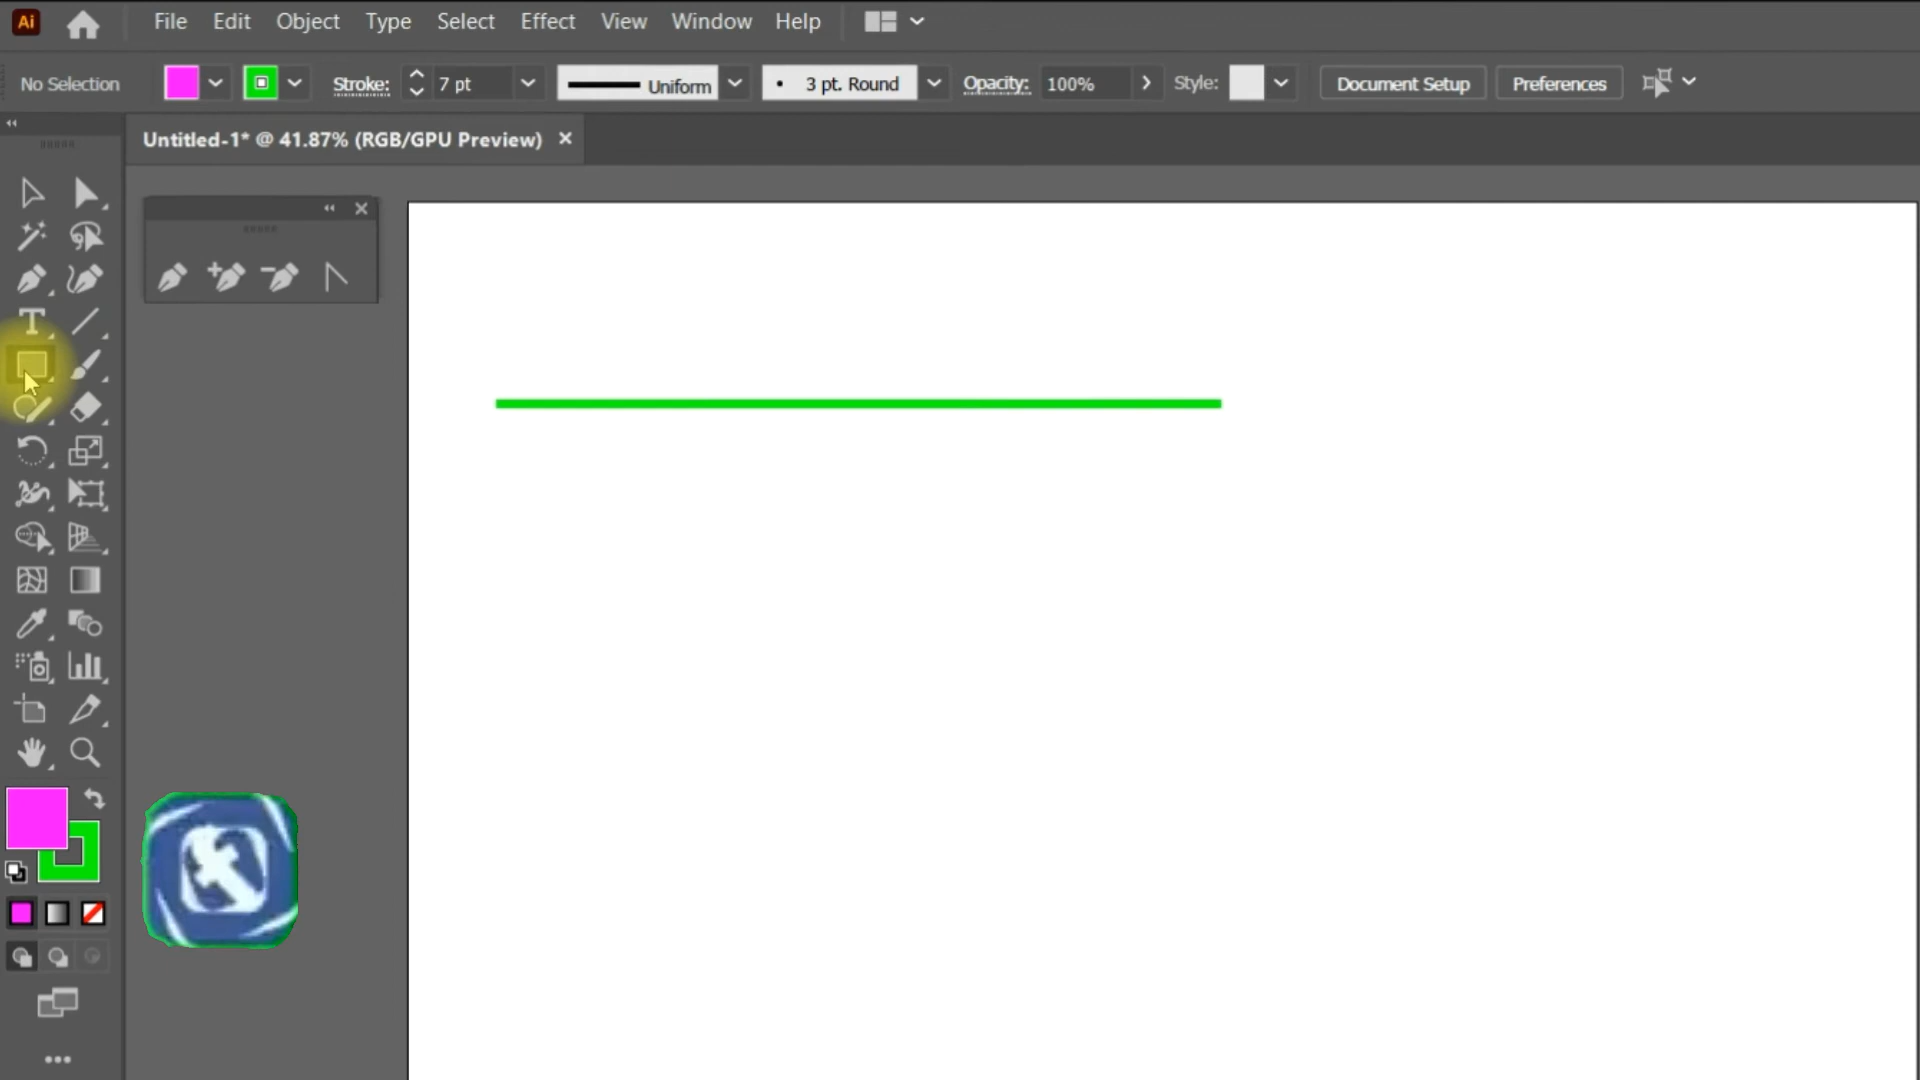 Ai File Edit Object Type Select Effect View Window Help
No Selection Stroke: 7 pt Uniform 3 pt. Round Opacity: 100% Style: Document Setup Preferences
Untitled-1* @ 41.87% (RGB/GPU Preview)